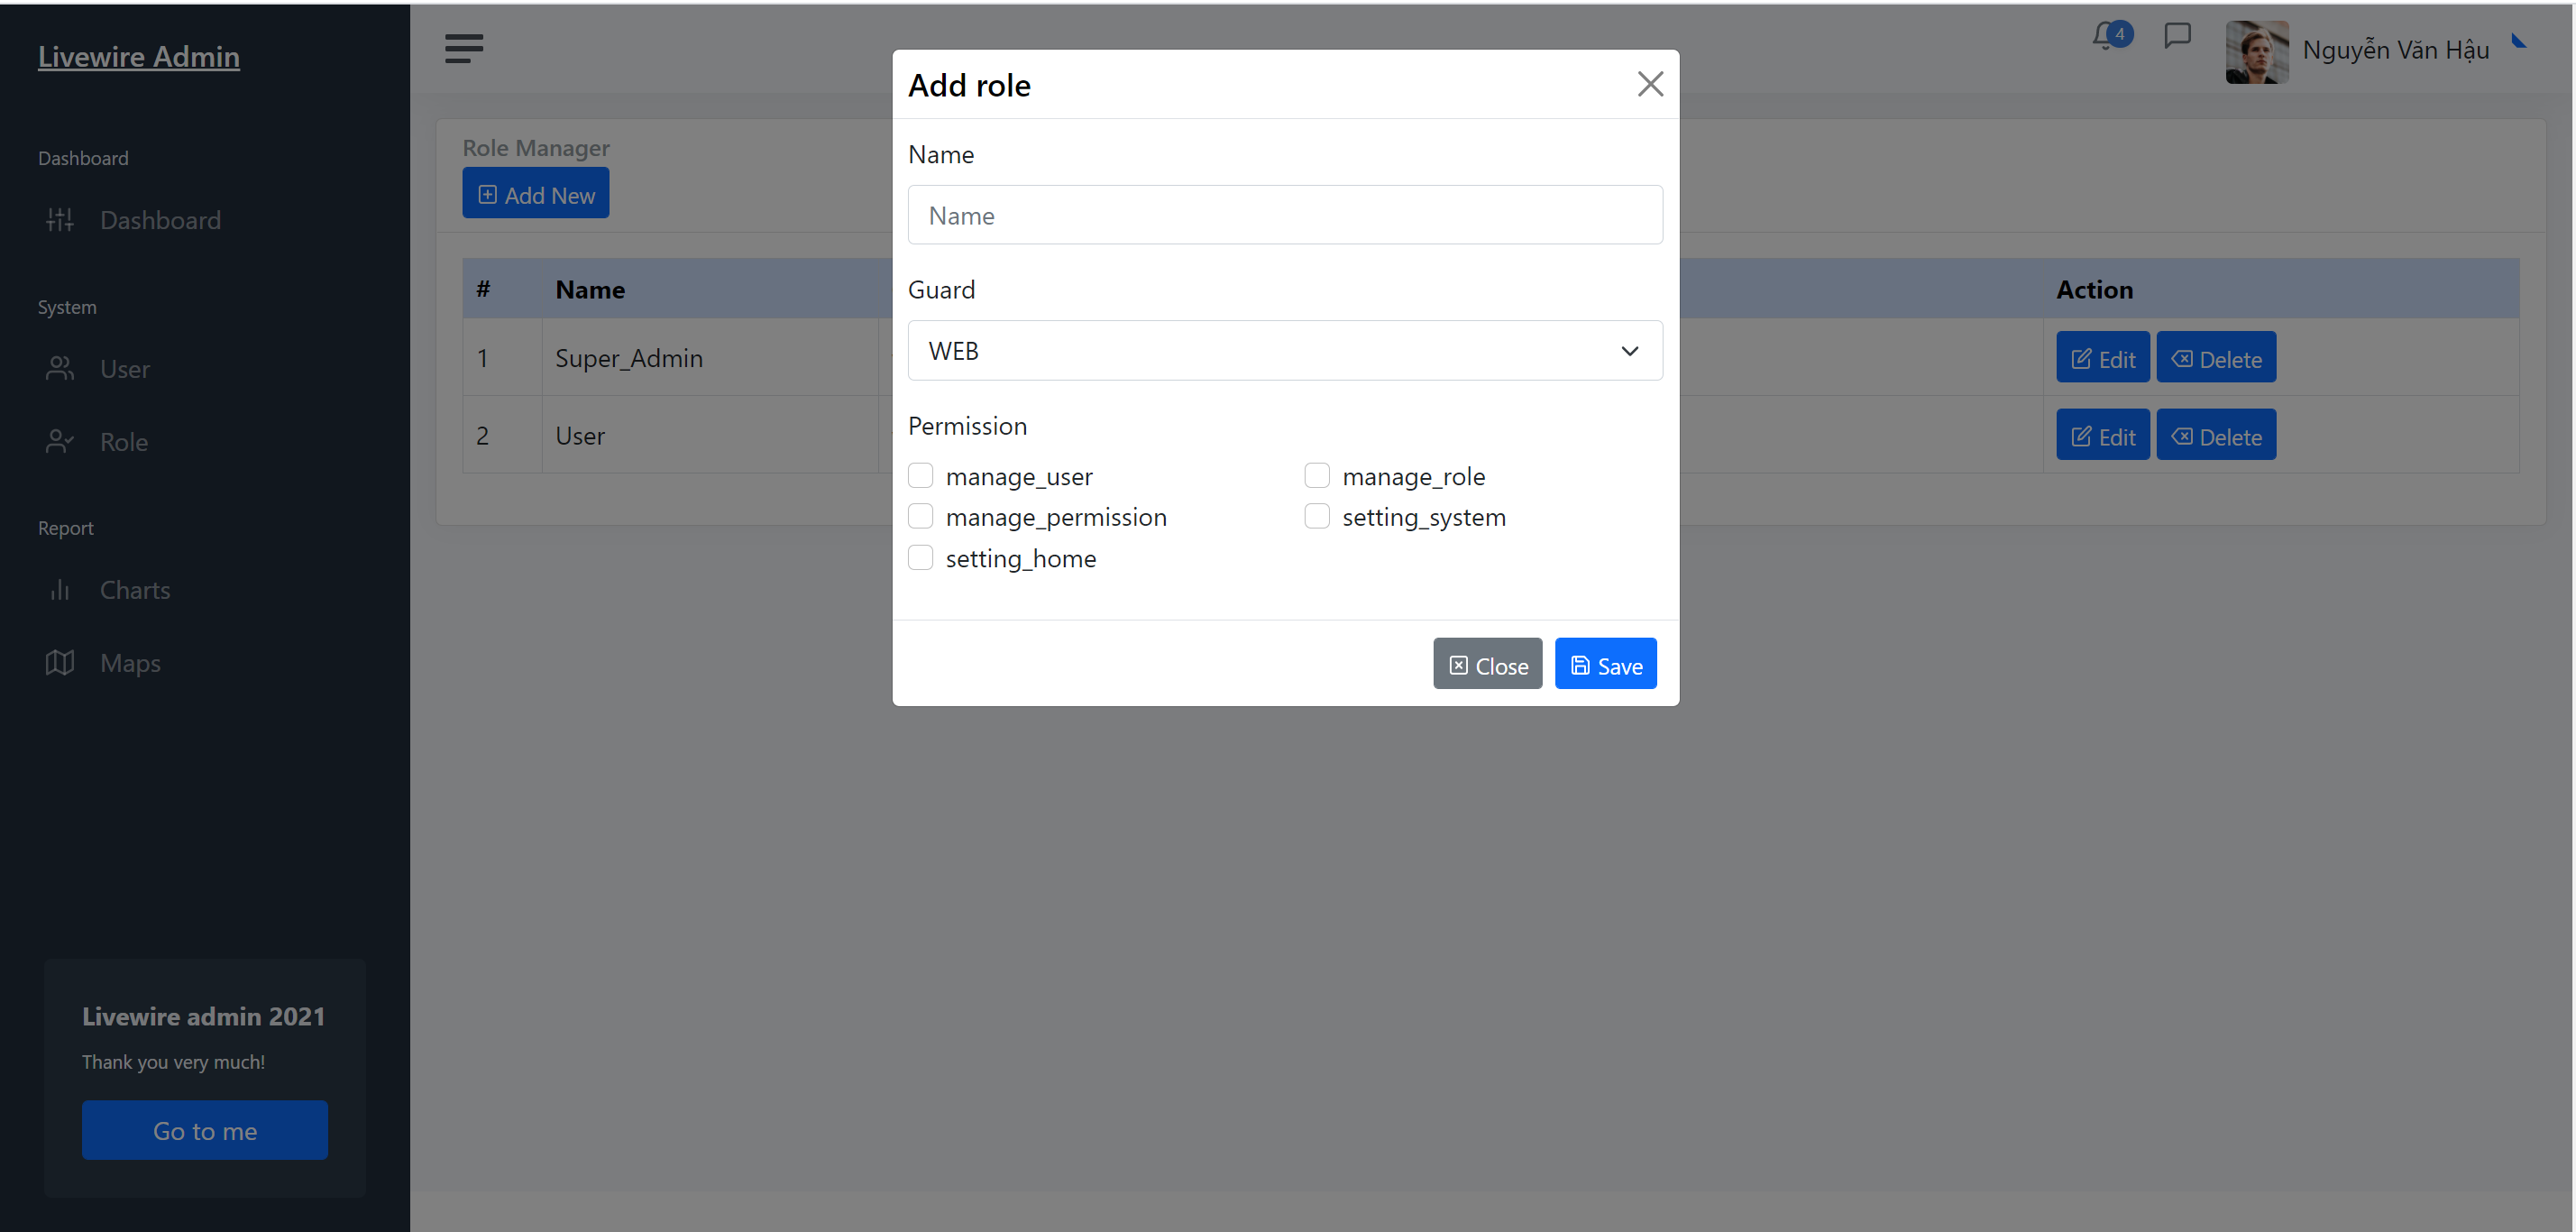 Livewire Admin
Dashboard
Dashboard
System
User
Role
Report
Charts
Maps
Livewire admin 2021
Thank you very much!
Go to me
4
Nguyễn Văn Hậu
Role Manager
Add New
# Name Action
1 Super_Admin Edit Delete
2 User Edit Delete
Add role
Name
Name
Guard
WEB
Permission
manage_user manage_role
manage_permission setting_system
setting_home
Close Save